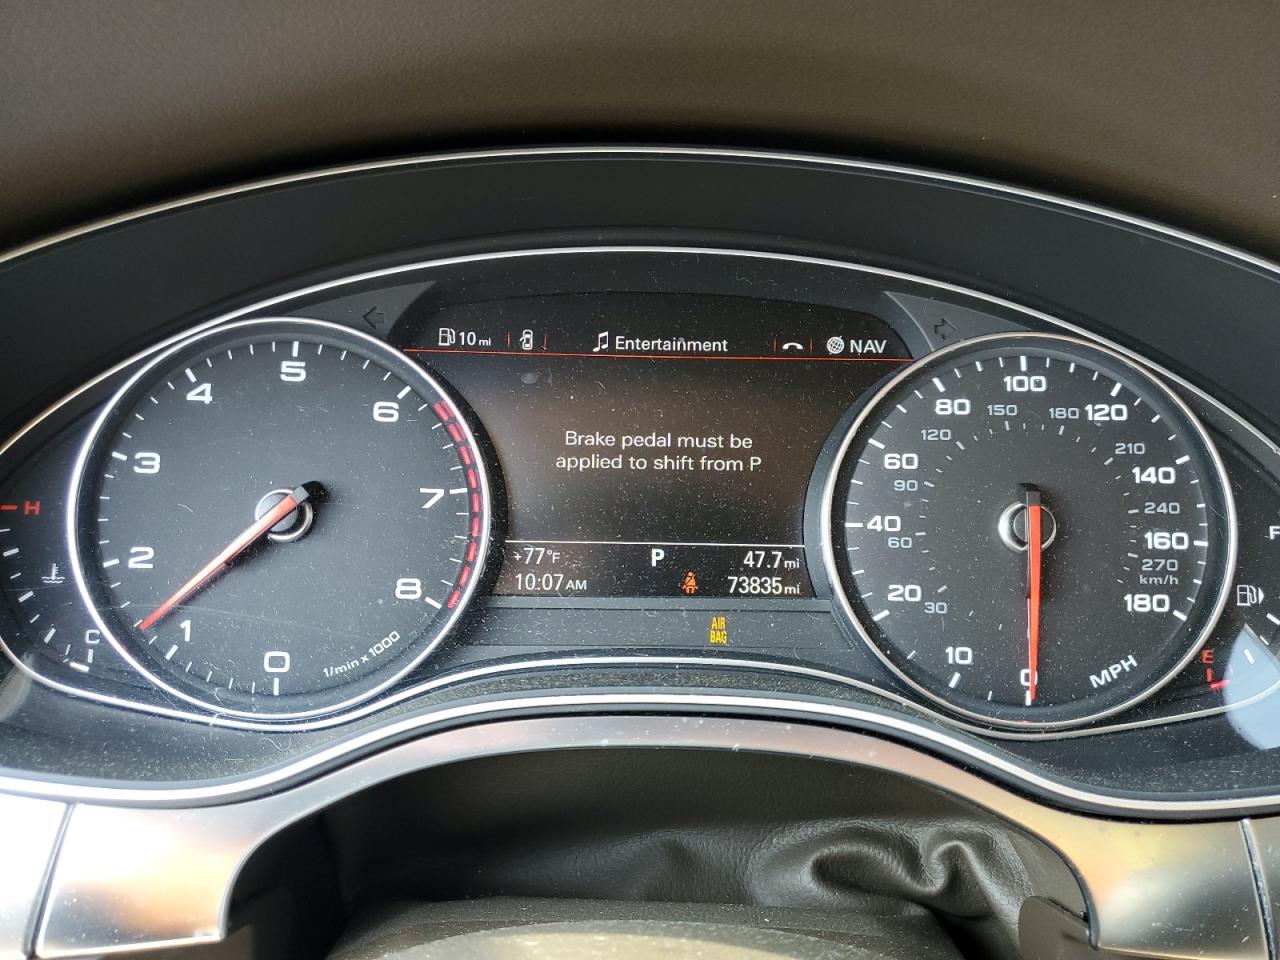 10 mi
Entertainment
NAV
Brake pedal must be
applied to shift from P
+77°F
P
47.7 mi
10:07 AM
73835 mi
AIR
BAG
H
C
0
1
2
3
4
5
6
7
8
1/min x 1000
0
10
20
40
60
80
100
120
140
160
180
MPH
30
60
90
120
150
180
210
240
270
km/h
F
E